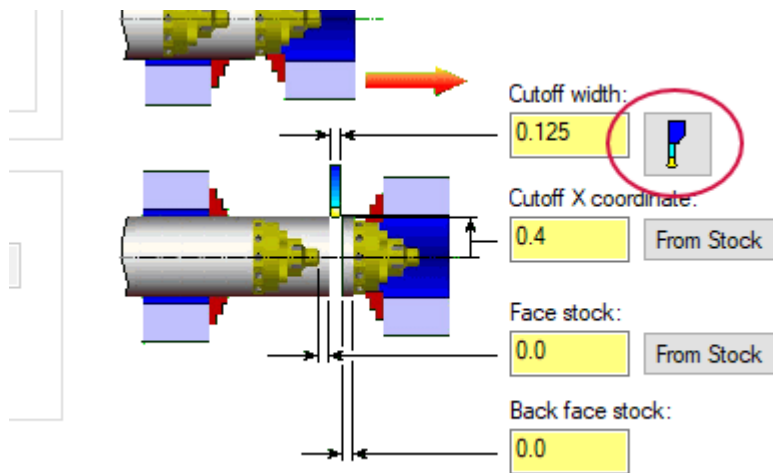 Cutoff width:
0.125
Cutoff X coordinate:
0.4
From Stock
Face stock:
0.0
From Stock
Back face stock:
0.0